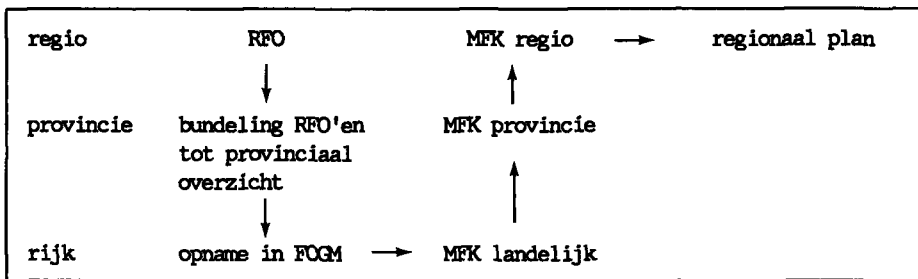 regio RFO MFK regio → regionaal plan
provincie bundeling RFO'en MFK provincie
tot provinciaal
overzicht
rijk opname in FOGM → MFK landelijk